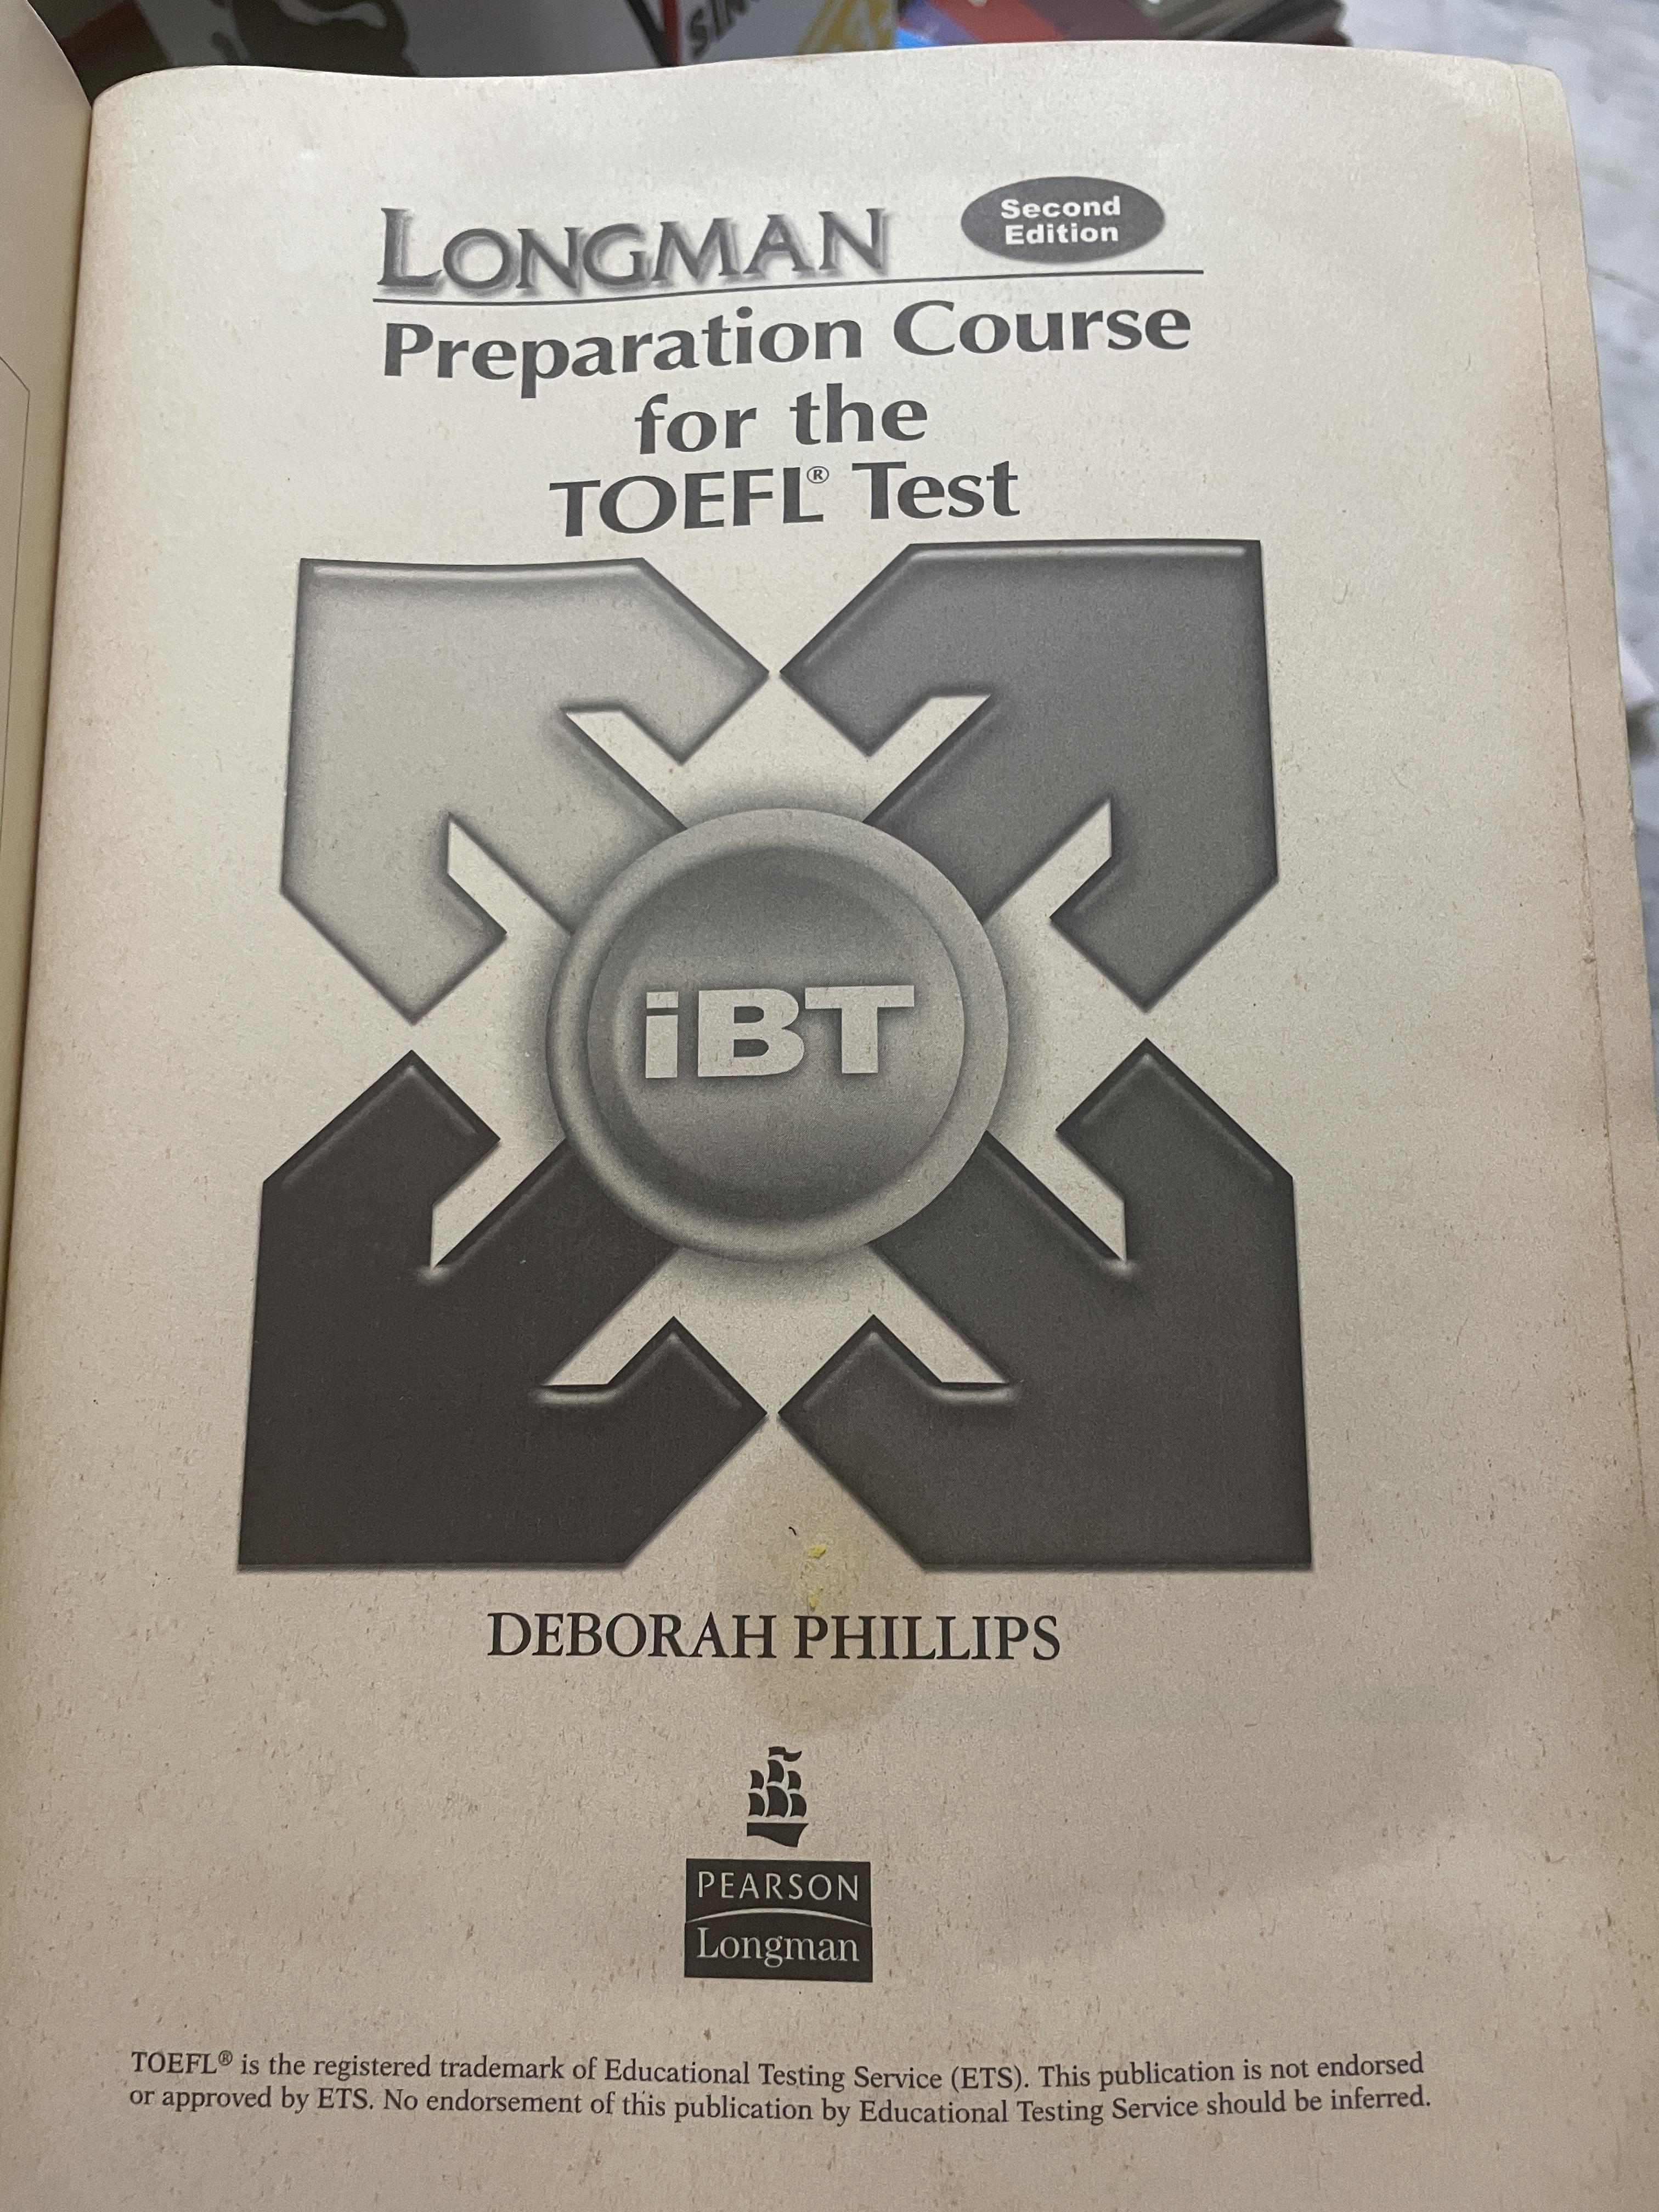 LONGMAN
Second
Edition
Preparation Course
for the
TOEFL® Test
iBT
DEBORAH PHILLIPS
PEARSON
Longman
TOEFL® is the registered trademark of Educational Testing Service (ETS). This publication is not endorsed
or approved by ETS. No endorsement of this publication by Educational Testing Service should be inferred.